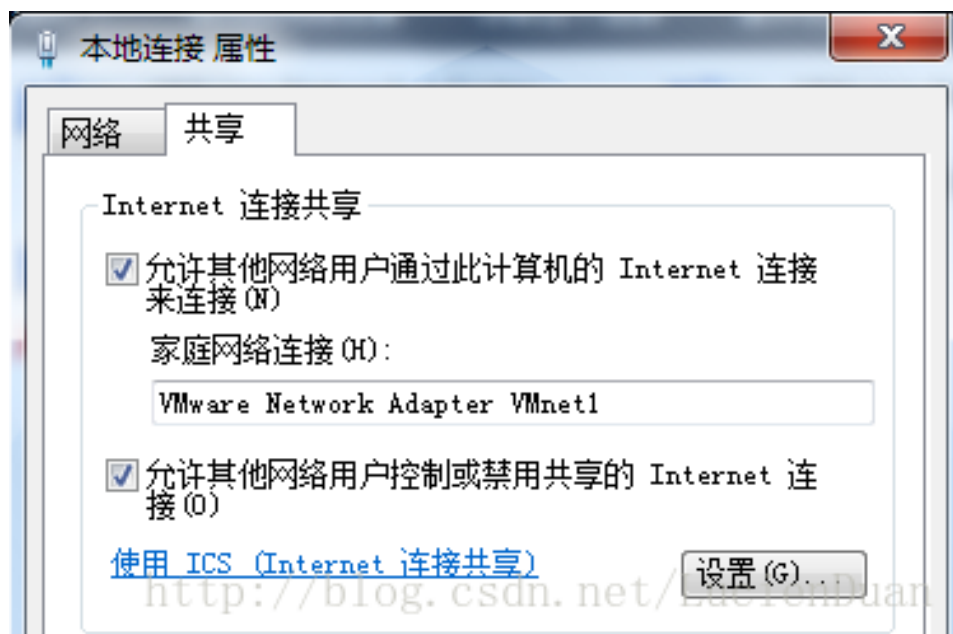 本地连接 属性
网络
共享
Internet 连接共享
允许其他网络用户通过此计算机的 Internet 连接
来连接(N)
家庭网络连接(H):
VMware Network Adapter VMnet1
允许其他网络用户控制或禁用共享的 Internet 连
接(O)
使用 ICS (Internet 连接共享)
设置(G)...
http://blog.csdn.net/LucienDuan